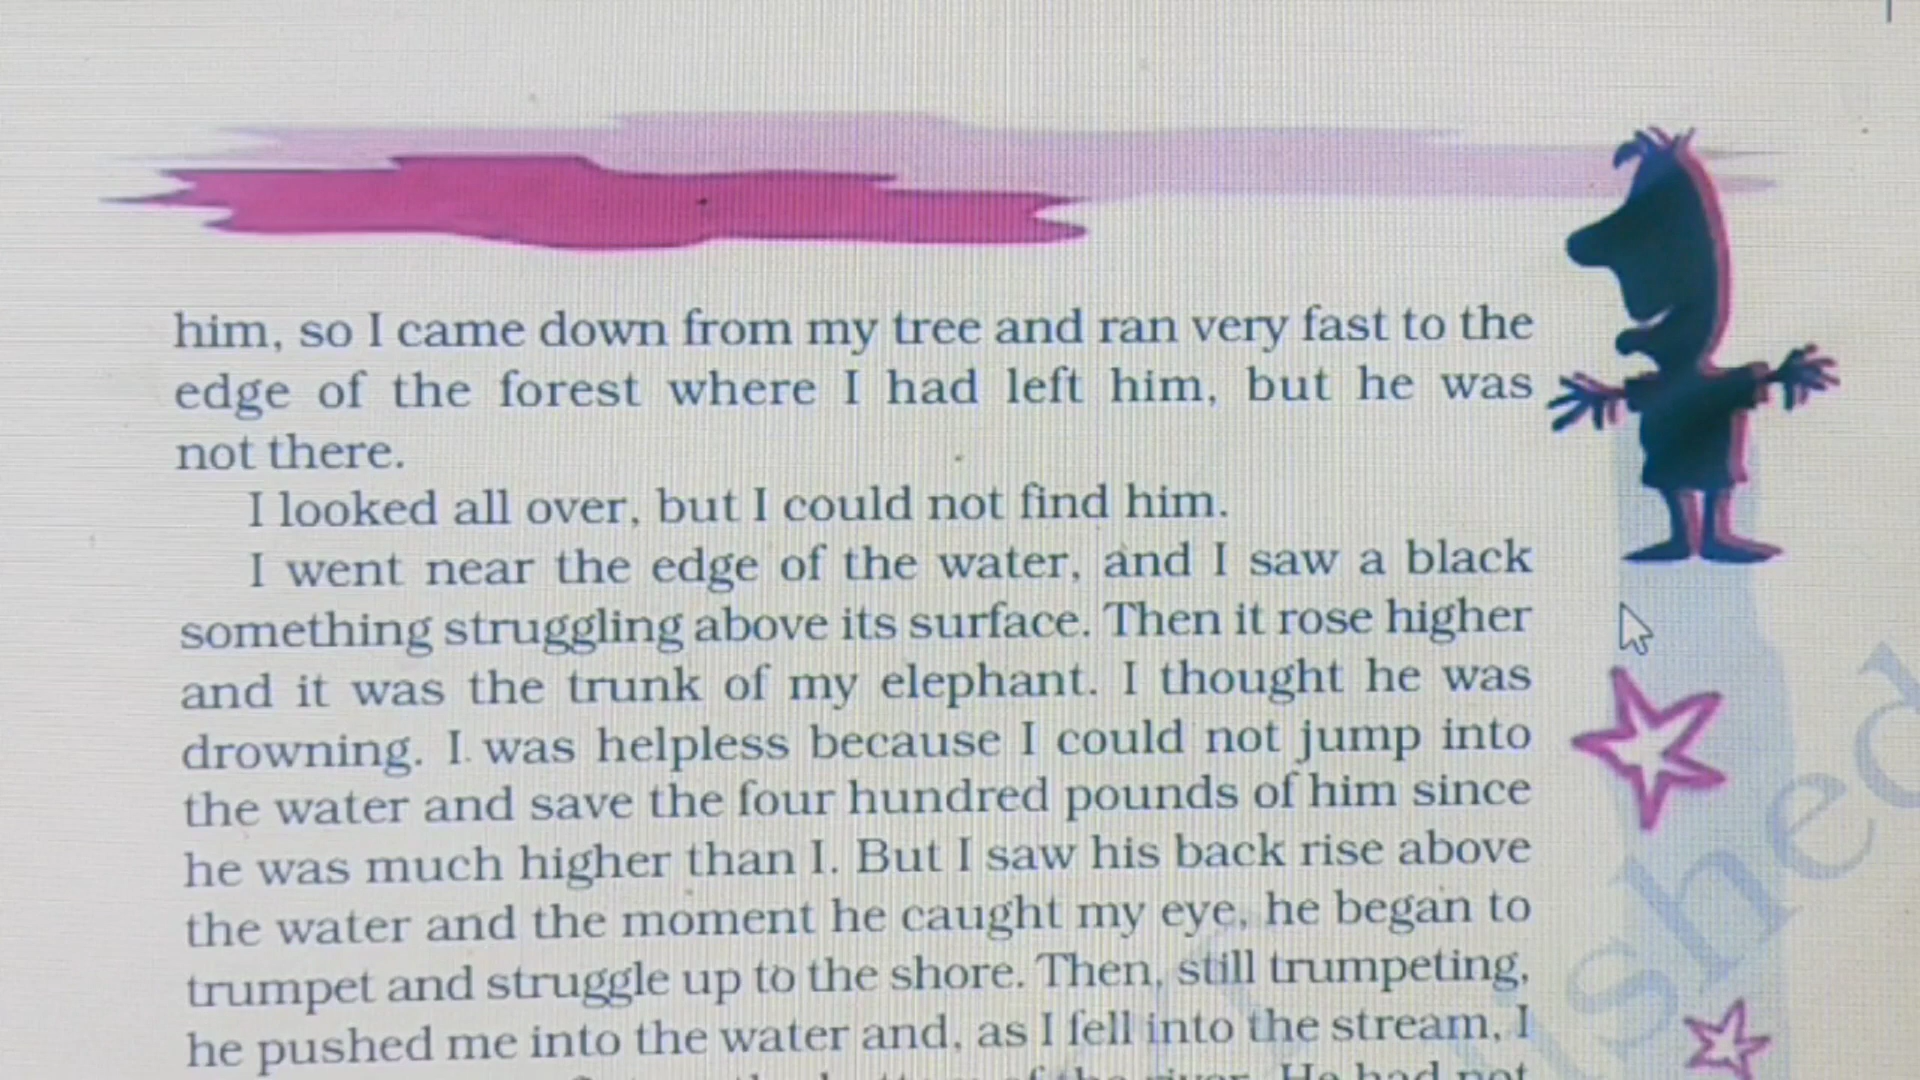 him, so I came down from my tree and ran very fast to the
edge of the forest where I had left him, but he was
not there.
I looked all over, but I could not find him.
I went near the edge of the water, and I saw a black
something struggling above its surface. Then it rose higher
and it was the trunk of my elephant. I thought he was
drowning. I was helpless because I could not jump into
the water and save the four hundred pounds of him since
he was much higher than I. But I saw his back rise above
the water and the moment he caught my eye, he began to
trumpet and struggle up to the shore. Then, still trumpeting,
he pushed me into the water and, as I fell into the stream, I
of the river. He had not